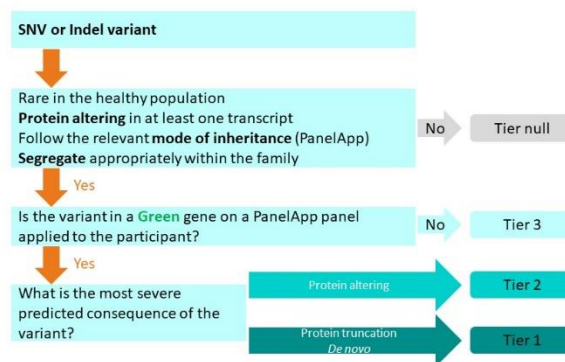 SNV or Indel variant
Rare in the healthy population
Protein altering in at least one transcript
Follow the relevant mode of inheritance (PanelApp)
Segregate appropriately within the family
No
Tier null
Yes
Is the variant in a Green gene on a PanelApp panel
applied to the participant?
No
Tier 3
Yes
What is the most severe
predicted consequence of the
variant?
Protein altering
Tier 2
Protein truncation
De novo
Tier 1